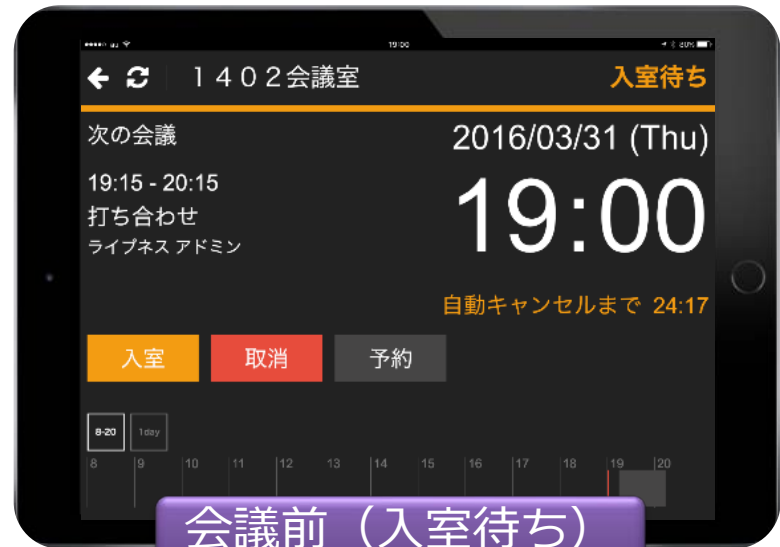 au 19:00 80%
1402会議室 入室待ち
次の会議 2016/03/31 (Thu)
19:15 - 20:15
打ち合わせ 19:00
ライプネス アドミン
自動キャンセルまで 24:17
入室 取消 予約
8-20 1day
8 9 10 11 12 13 14 15 16 17 18 19 20
会議前（入室待ち）